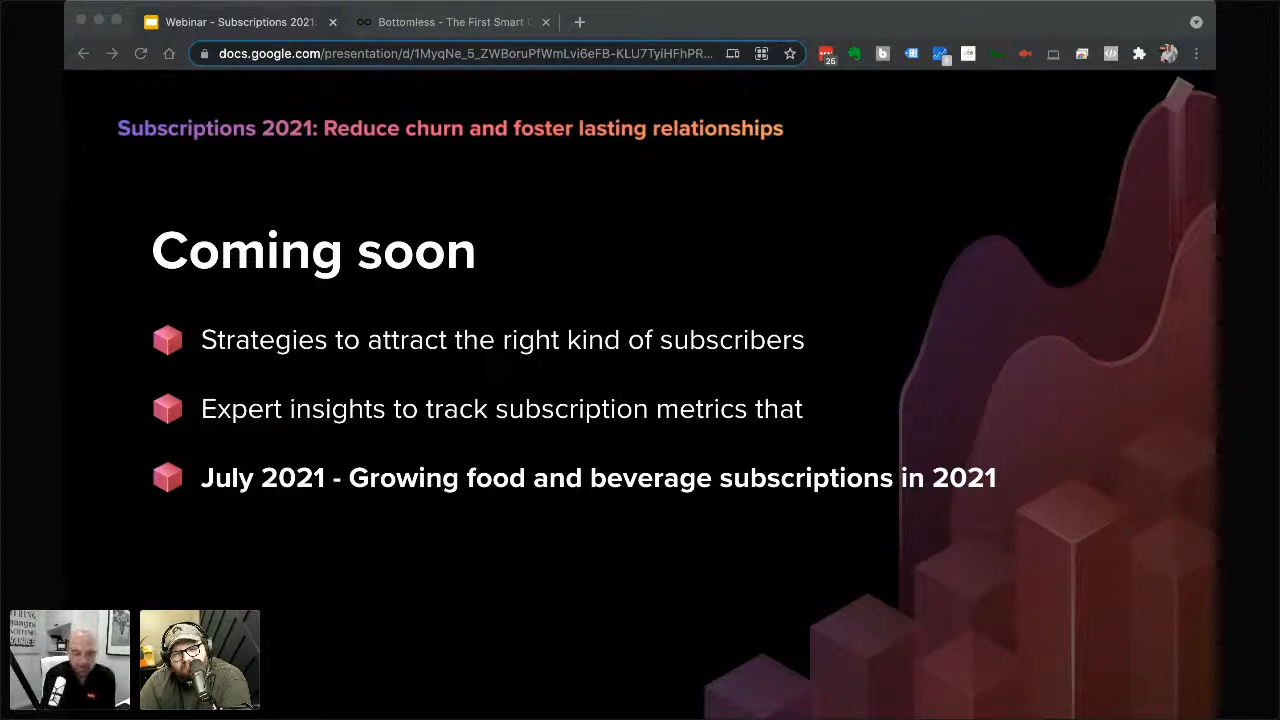 Webinar - Subscriptions 2021:
Bottomless - The First Smart
docs.google.com/presentation/d/1MyqNe_5_ZWBoruPfWmLvi6eFB-KLU7TyiHFhPR...
26
Subscriptions 2021: Reduce churn and foster lasting relationships
Coming soon
Strategies to attract the right kind of subscribers
Expert insights to track subscription metrics that
July 2021 - Growing food and beverage subscriptions in 2021